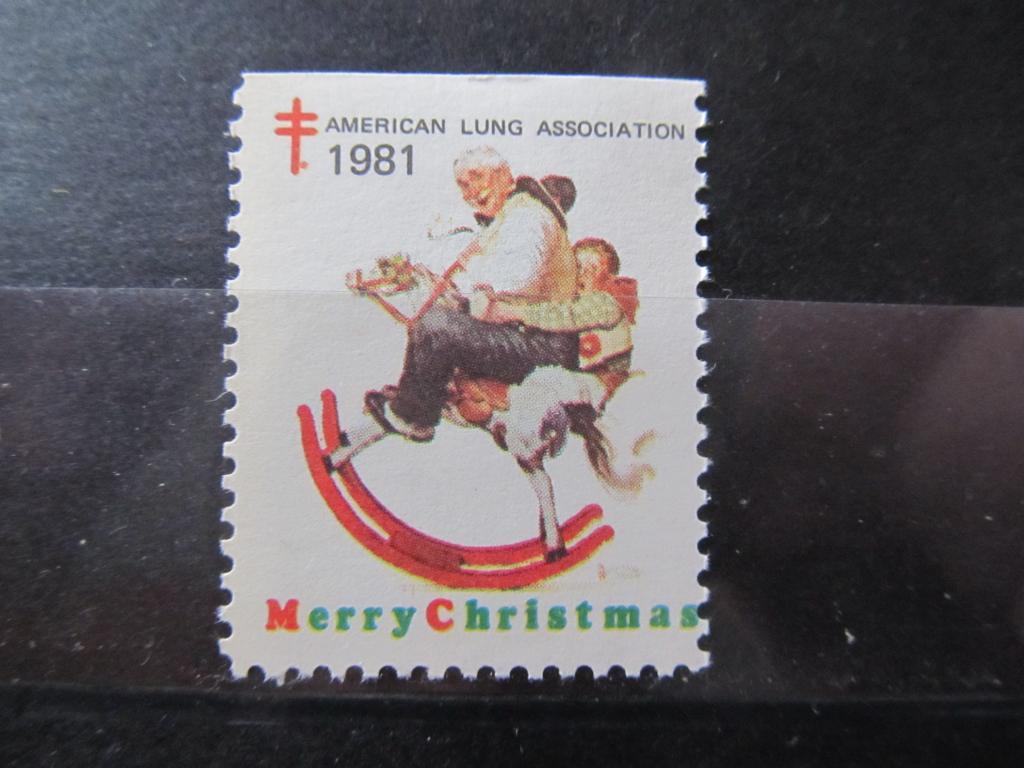 AMERICAN LUNG ASSOCIATION
1981
Merry Christmas